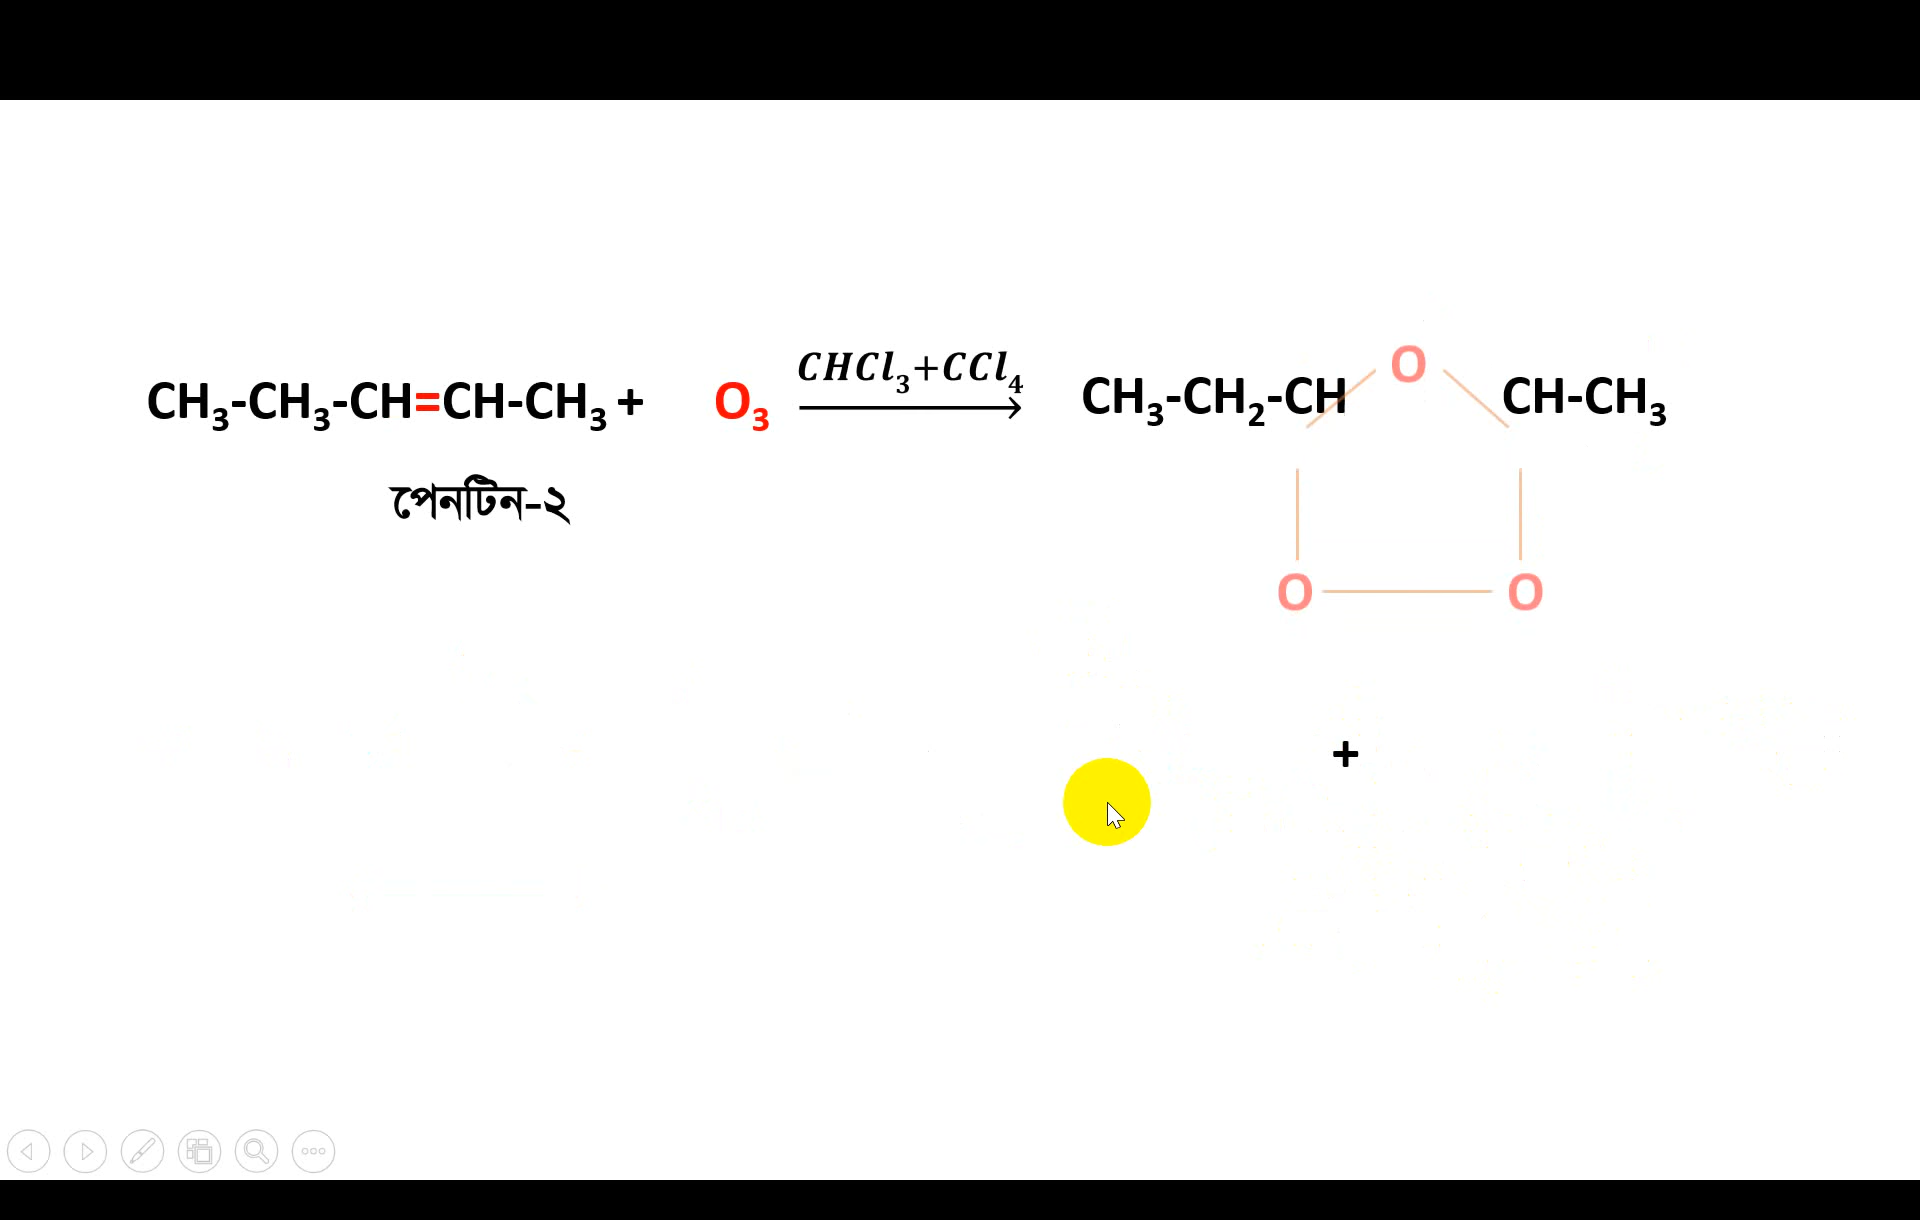 CHCl₃+CCl₄
CH₃-CH₃-CH=CH-CH₃ + O₃ CH₃-CH₂-CH O CH-CH₃
পেনটিন-২
O O
+